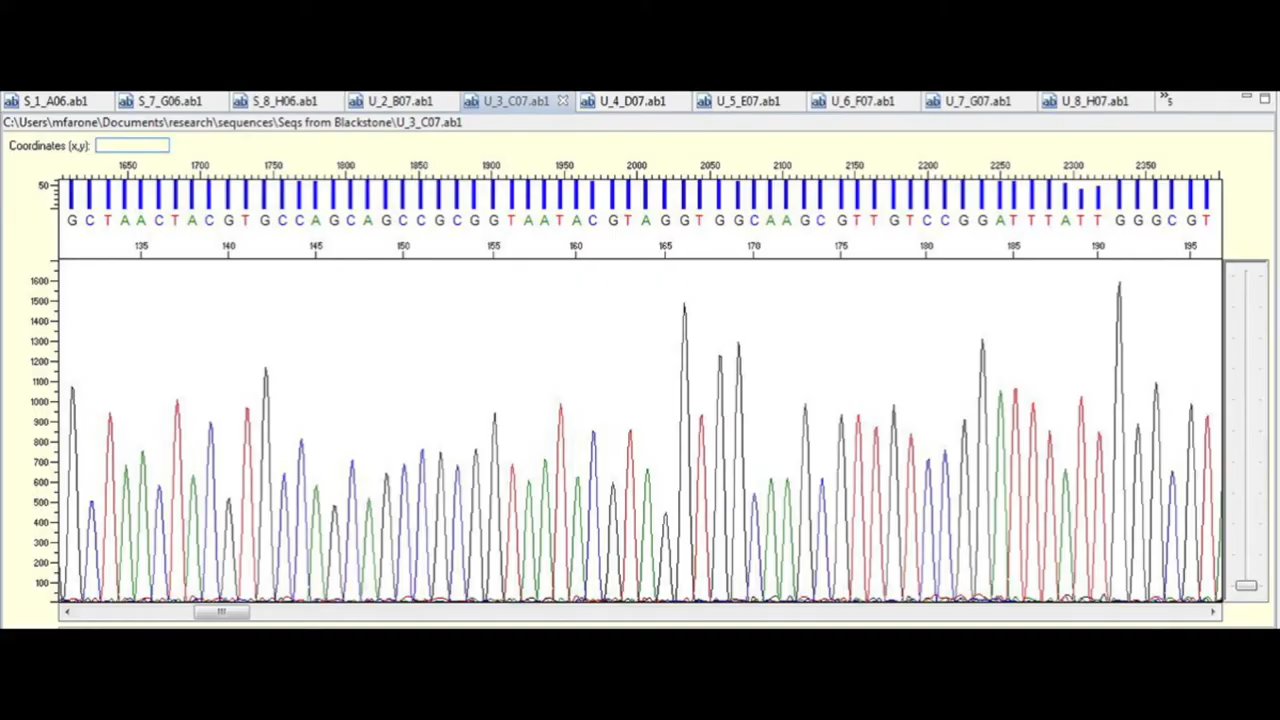 S_1_A06.ab1 S_7_G06.ab1 S_8_H06.ab1 U_2_B07.ab1 U_3_C07.ab1 U_4_D07.ab1 U_5_E07.ab1 U_6_F07.ab1 U_7_G07.ab1 U_8_H07.ab1 »5
C:\Users\mfarone\Documents\research\sequences\Seqs from Blackstone\U_3_C07.ab1
Coordinates (x,y):
1650 1700 1750 1800 1850 1900 1950 2000 2050 2100 2150 2200 2250 2300 2350
50
G C T A A C T A C G T G C C A G C A G C C G C G G T A A T A C G T A G G T G G C A A G C G T T G T C C G G A T T T A T T G G G C G T
135 140 145 150 155 160 165 170 175 180 185 190 195
1600
1500
1400
1300
1200
1100
1000
900
800
700
600
500
400
300
200
100